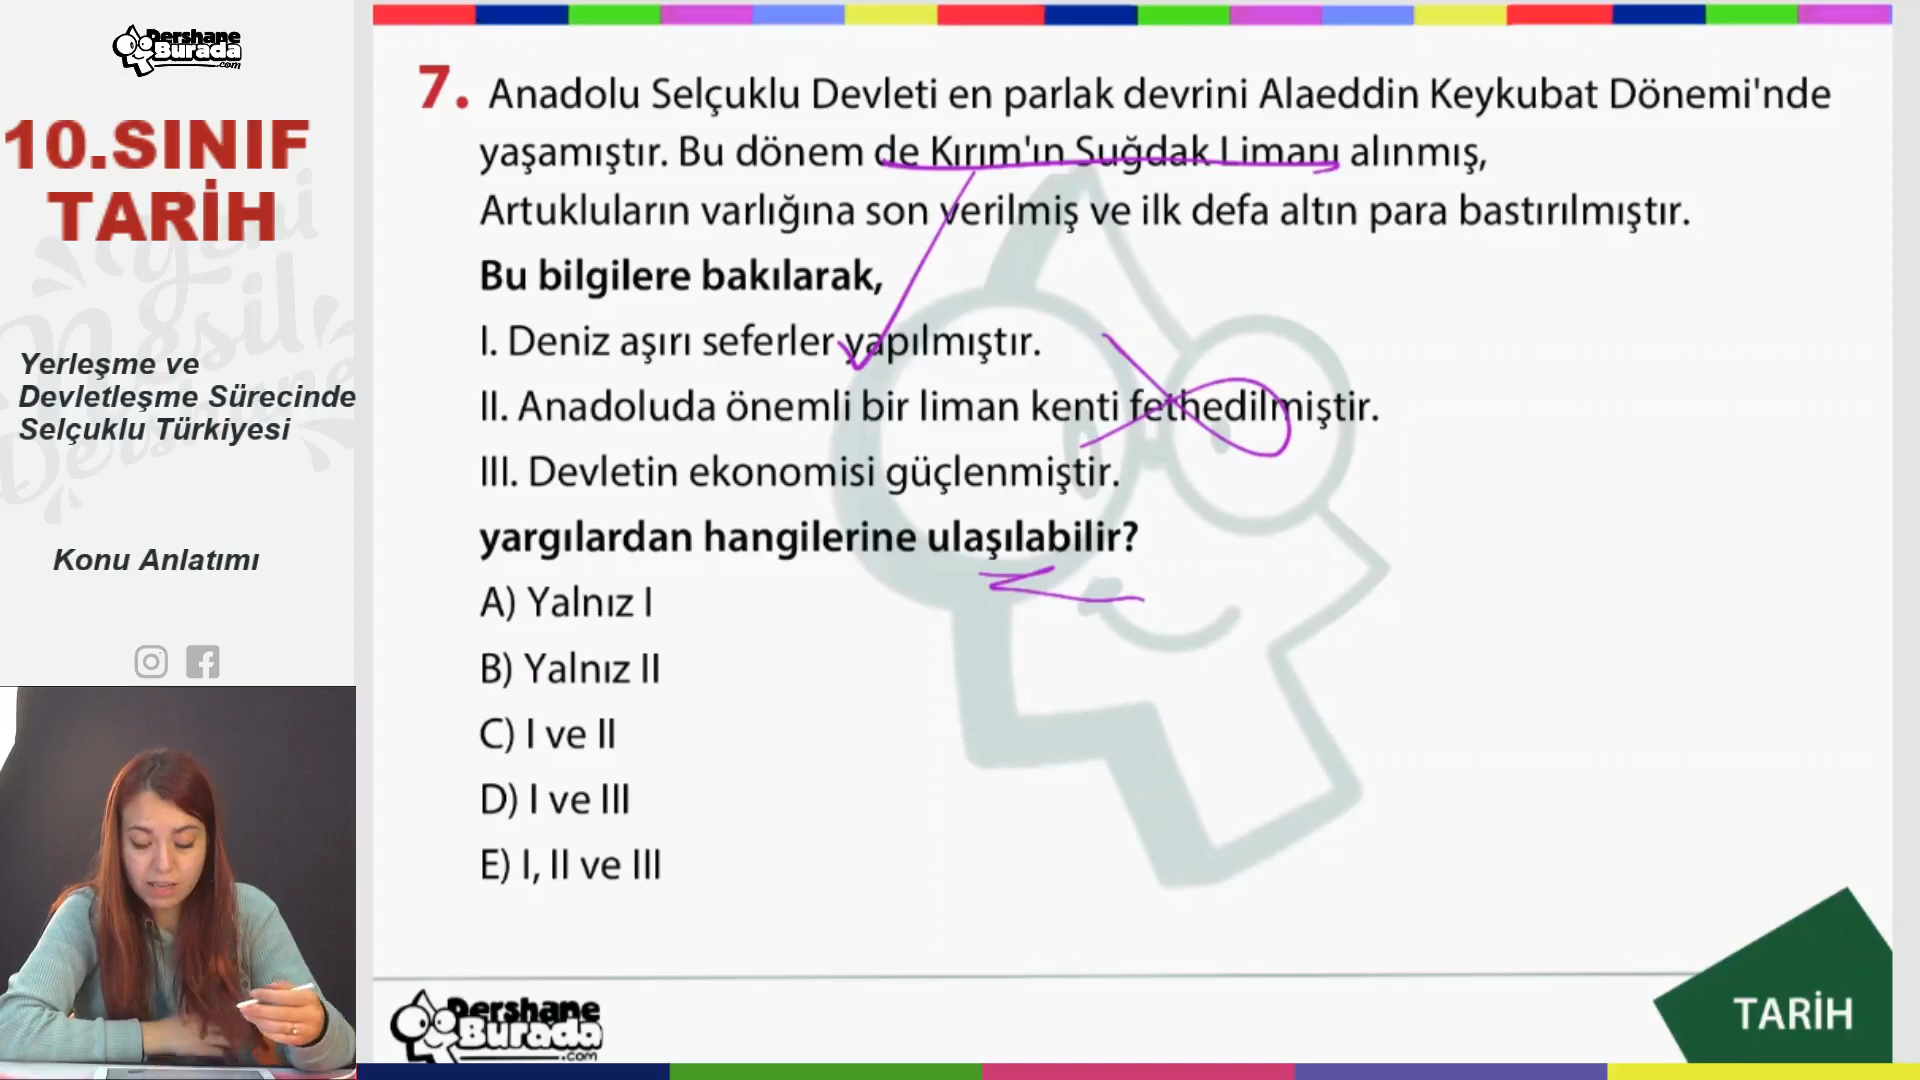 Dershane
Burada
.com
10.SINIF
TARİH
Yerleşme ve
Devletleşme Sürecinde
Selçuklu Türkiyesi
Konu Anlatımı
7. Anadolu Selçuklu Devleti en parlak devrini Alaeddin Keykubat Dönemi'nde
yaşamıştır. Bu dönem de Kırım'ın Suğdak Limanı alınmış,
Artukluların varlığına son verilmiş ve ilk defa altın para bastırılmıştır.
Bu bilgilere bakılarak,
I. Deniz aşırı seferler yapılmıştır.
II. Anadoluda önemli bir liman kenti fethedilmiştir.
III. Devletin ekonomisi güçlenmiştir.
yargılardan hangilerine ulaşılabilir?
A) Yalnız I
B) Yalnız II
C) I ve II
D) I ve III
E) I, II ve III
Dershane
Burada
.com
TARİH